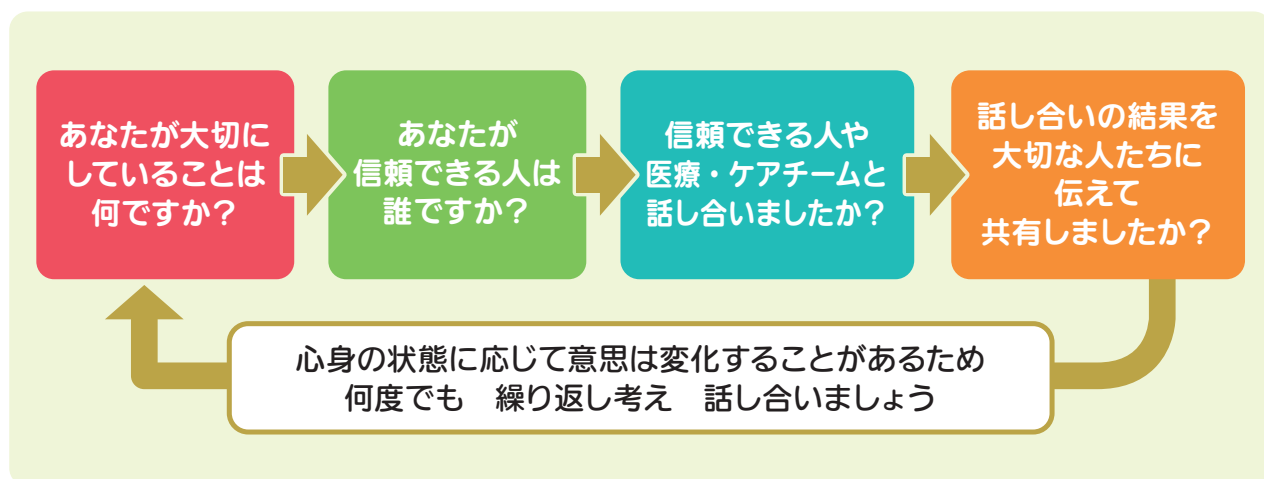 あなたが大切に
していることは
何ですか？
あなたが
信頼できる人は
誰ですか？
信頼できる人や
医療・ケアチームと
話し合いましたか？
話し合いの結果を
大切な人たちに
伝えて
共有しましたか？
心身の状態に応じて意思は変化することがあるため
何度でも　繰り返し考え　話し合いましょう